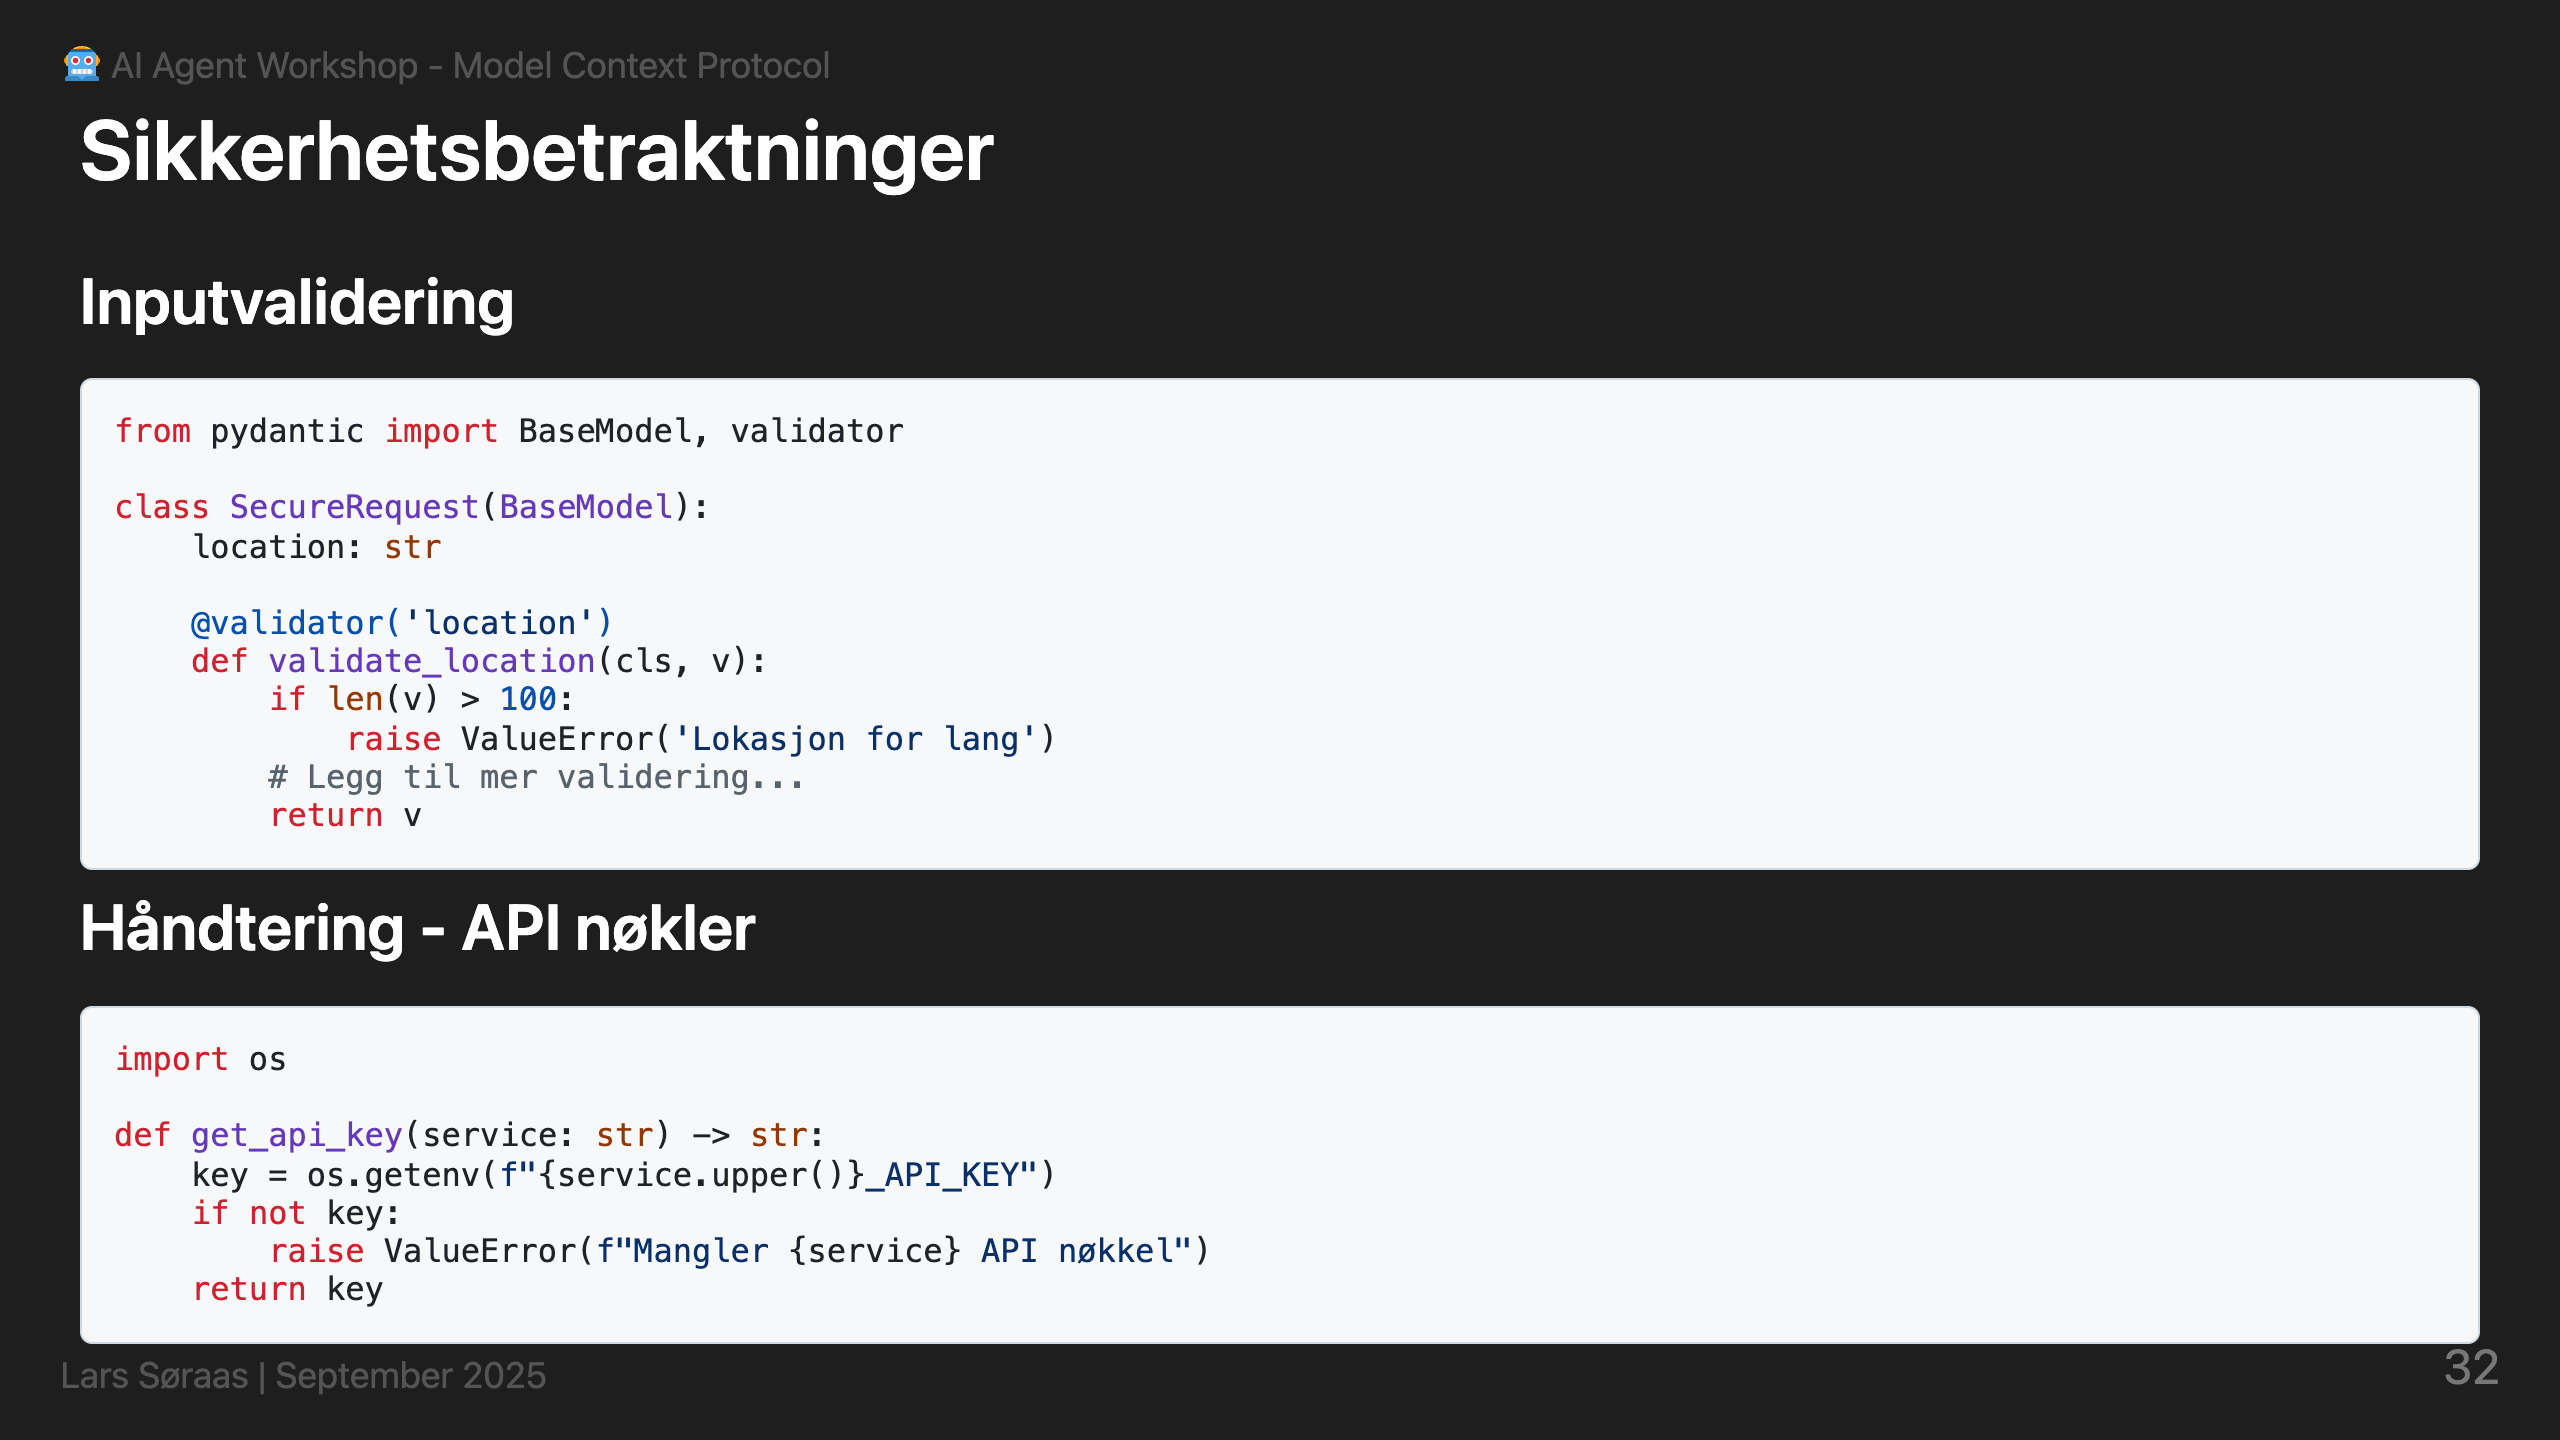 AI Agent Workshop - Model Context Protocol
Sikkerhetsbetraktninger
Inputvalidering
from pydantic import BaseModel, validator
class SecureRequest(BaseModel):
    location: str
    @validator('location')
    def validate_location(cls, v):
        if len(v) > 100:
            raise ValueError('Lokasjon for lang')
        # Legg til mer validering...
        return v
Håndtering - API nøkler
import os
def get_api_key(service: str) -> str:
    key = os.getenv(f"{service.upper()}_API_KEY")
    if not key:
        raise ValueError(f"Mangler {service} API nøkkel")
    return key
Lars Søraas | September 2025
32